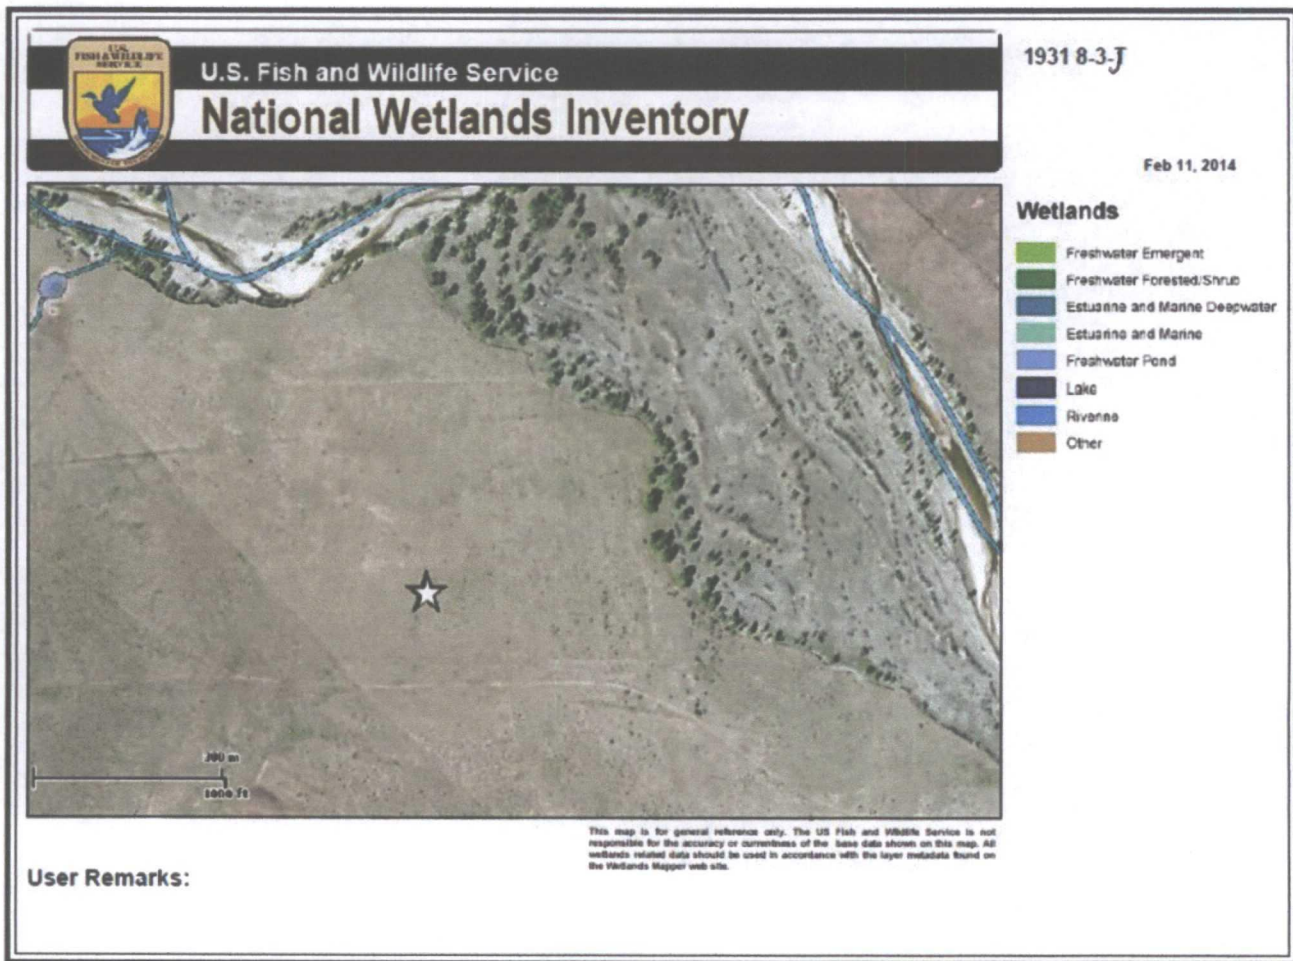 U.S.
FISH & WILDLIFE
SERVICE
U.S. Fish and Wildlife Service
National Wetlands Inventory
1931 8-3-J
Feb 11, 2014
Wetlands
Freshwater Emergent
Freshwater Forested/Shrub
Estuarine and Marine Deepwater
Estuarine and Marine
Freshwater Pond
Lake
Riverine
Other
300 m
1000 ft
This map is for general reference only. The US Fish and Wildlife Service is not
responsible for the accuracy or currentness of the base data shown on this map. All
wetlands related data should be used in accordance with the layer metadata found on
the Wetlands Mapper web site.
User Remarks: